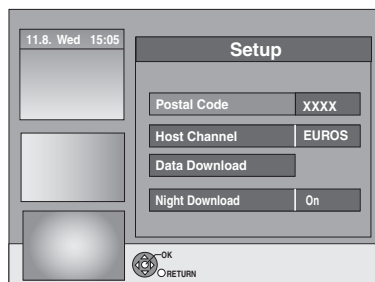 11.8. Wed 15:05
Setup
Postal Code XXXX
Host Channel EUROS
Data Download
Night Download On
OK
RETURN